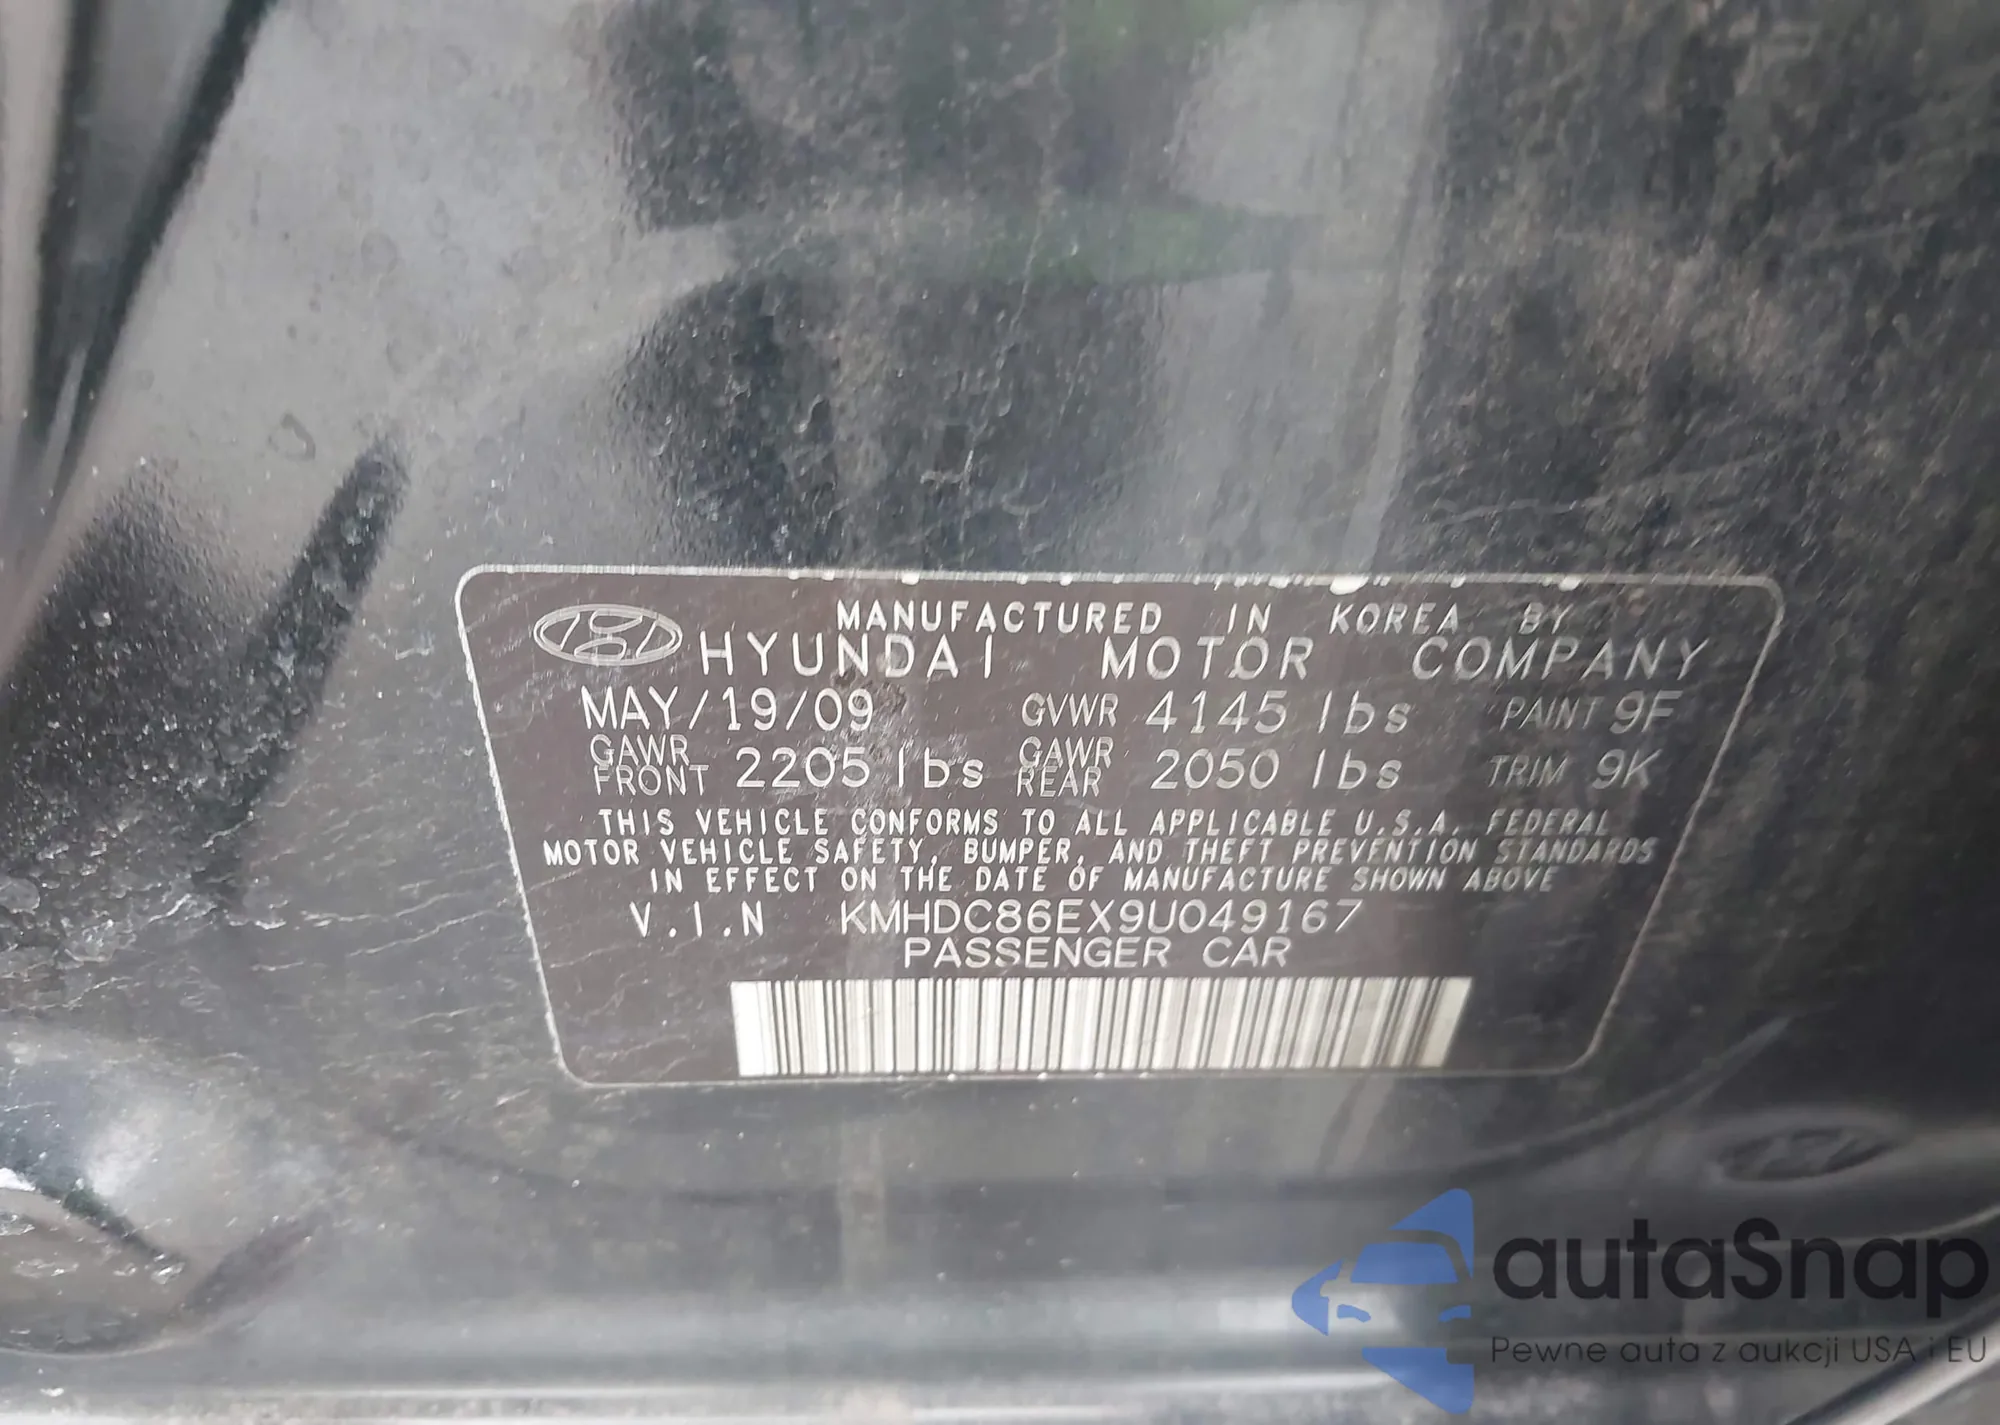 MANUFACTURED IN KOREA BY
HYUNDAI MOTOR COMPANY
MAY/19/09 GVWR 4145 lbs PAINT 9F
GAWR FRONT 2205 lbs GAWR REAR 2050 lbs TRIM 9K
THIS VEHICLE CONFORMS TO ALL APPLICABLE U.S.A. FEDERAL
MOTOR VEHICLE SAFETY, BUMPER, AND THEFT PREVENTION STANDARDS
IN EFFECT ON THE DATE OF MANUFACTURE SHOWN ABOVE
V.I.N KMHDC86EX9U049167
PASSENGER CAR
autaSnap
Pewne auta z aukcji USA i EU